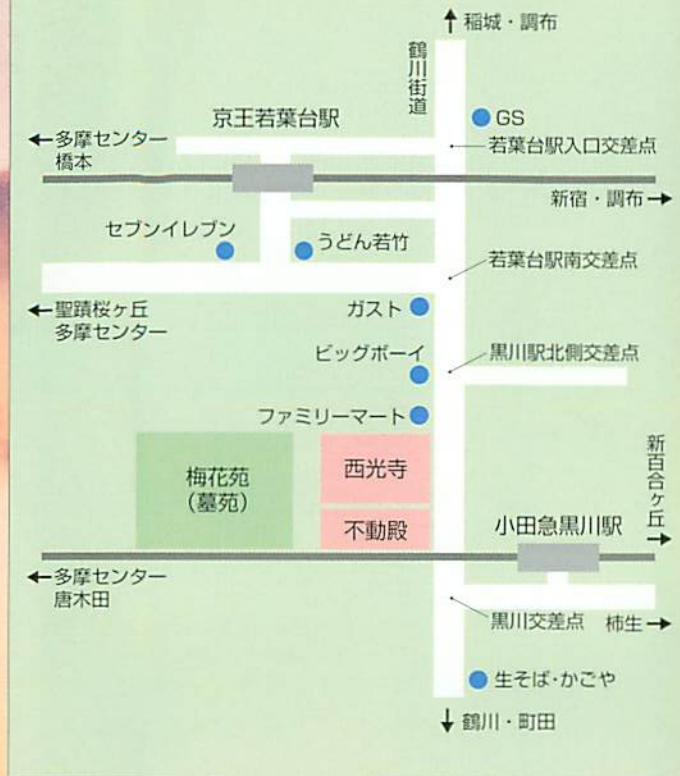 ↑ 稲城・調布
鶴川街道
GS
京王若葉台駅
← 多摩センター
橋本
若葉台駅入口交差点
新宿・調布 →
セブンイレブン
うどん若竹
若葉台駅南交差点
← 聖蹟桜ヶ丘
多摩センター
ガスト
ビッグボーイ
黒川駅北側交差点
ファミリーマート
梅花苑
(墓苑)
西光寺
不動殿
新百合ヶ丘 →
小田急黒川駅
← 多摩センター
唐木田
黒川交差点
柿生 →
生そば・かごや
↓ 鶴川・町田